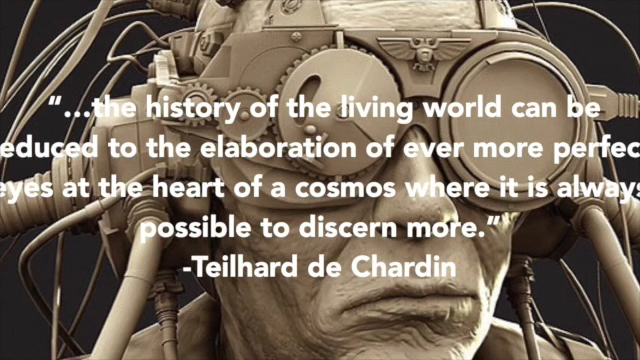 “...the history of the living world can be
educed to the elaboration of ever more perfec
eyes at the heart of a cosmos where it is always
possible to discern more.”
-Teilhard de Chardin